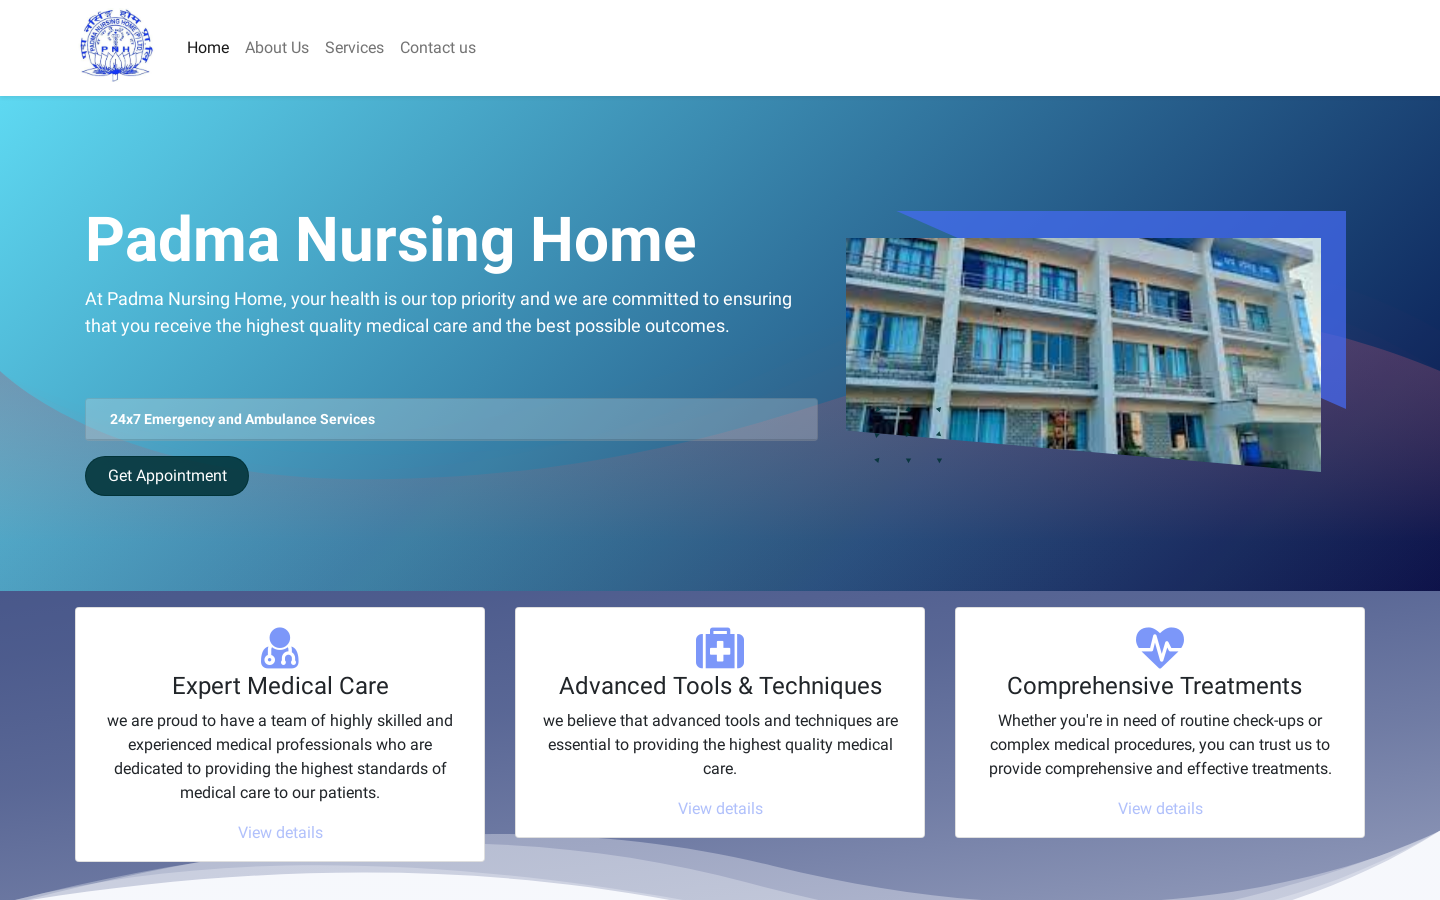 PADMA NURSING HOME
PNH
Home
About Us
Services
Contact us
Padma Nursing Home
At Padma Nursing Home, your health is our top priority and we are committed to ensuring
that you receive the highest quality medical care and the best possible outcomes.
24x7 Emergency and Ambulance Services
Get Appointment
Expert Medical Care
we are proud to have a team of highly skilled and
experienced medical professionals who are
dedicated to providing the highest standards of
medical care to our patients.
View details
Advanced Tools & Techniques
we believe that advanced tools and techniques are
essential to providing the highest quality medical
care.
View details
Comprehensive Treatments
Whether you're in need of routine check-ups or
complex medical procedures, you can trust us to
provide comprehensive and effective treatments.
View details